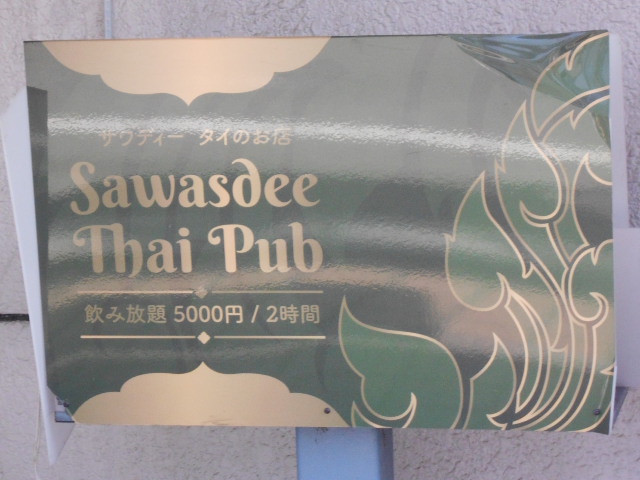 サワディー タイのお店
Sawasdee
Thai Pub
飲み放題 5000円 / 2時間